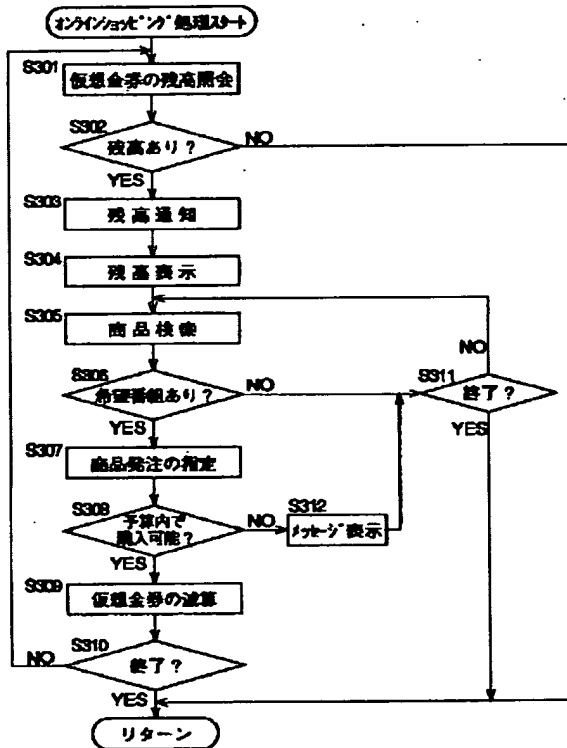 オンラインショッピング処理スタート
S301
仮想金券の残高照会
S302
残高あり？
NO
YES
S303
残高通知
S304
残高表示
S305
商品検索
NO
S306
希望番組あり？
NO
S311
終了？
YES
YES
S307
商品発注の指定
S308
予算内で
購入可能？
NO
S312
メッセージ表示
YES
S309
仮想金券の減算
S310
終了？
NO
YES
リターン